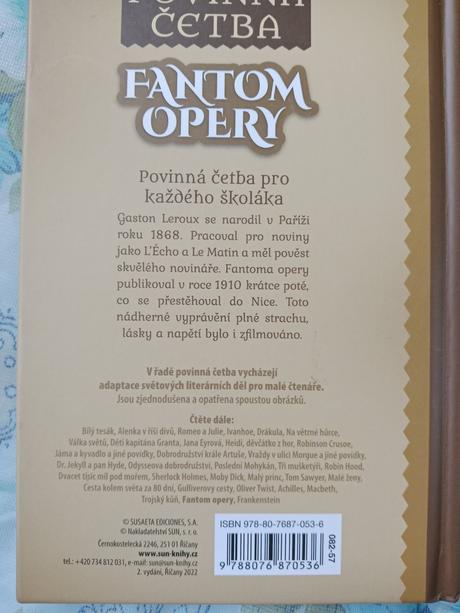 POVINNÁ
ČETBA
FANTOM
OPERY
Povinná četba pro
každého školáka
Gaston Leroux se narodil v Paříži
roku 1868. Pracoval pro noviny
jako L'Écho a Le Matin a měl pověst
skvělého novináře. Fantoma opery
publikoval v roce 1910 krátce poté,
co se přestěhoval do Nice. Toto
nádherné vyprávění plné strachu,
lásky a napětí bylo i zfilmováno.
V řadě povinná četba vycházejí
adaptace světových literárních děl pro malé čtenáře.
Jsou zjednodušena a opatřena spoustou obrázků.
Čtěte dále:
Bílý tesák, Alenka v říši divů, Romeo a Julie, Ivanhoe, Drákula, Na větrné hůrce,
Válka světů, Děti kapitána Granta, Jana Eyrová, Heidi, děvčátko z hor, Robinson Crusoe,
Jáma a kyvadlo a jiné povídky, Dobrodružství krále Artuše, Vraždy v ulici Morgue a jiné povídky,
Dr. Jekyll a pan Hyde, Odysseova dobrodružství, Poslední Mohykán, Tři mušketýři, Robin Hood,
Dvacet tisíc mil pod mořem, Sherlock Holmes, Moby Dick, Malý princ, Tom Sawyer, Malé ženy,
Cesta kolem světa za 80 dní, Gulliverovy cesty, Oliver Twist, Achilles, Macbeth,
Trojský kůň, Fantom opery, Frankenstein
© SUSAETA EDICIONES, S.A.
© Nakladatelství SUN, s. r. o.
Černokostelecká 2246, 251 01 Říčany
www.sun-knihy.cz
tel.: +420 734 812 031, e-mail: sun@suna.cz
2. vydání, Říčany 2022
ISBN 978-80-7687-053-6
9 788076 870536
082-57